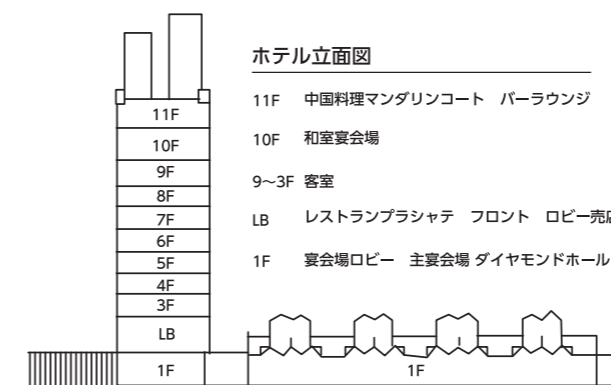 ホテル立面図
11F 中国料理マンダリンコート バーラウンジ
10F 和室宴会場
9〜3F 客室
LB レストランプラシャテ フロント ロビー売店
1F 宴会場ロビー 主宴会場 ダイヤモンドホール
11F
10F
9F
8F
7F
6F
5F
4F
3F
LB
1F
1F